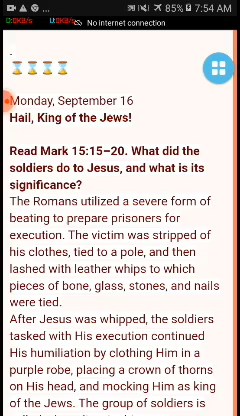 85% 7:54 AM
0:0KB/s U:0KB/s No internet connection
Monday, September 16
Hail, King of the Jews!
Read Mark 15:15–20. What did the
soldiers do to Jesus, and what is its
significance?
The Romans utilized a severe form of
beating to prepare prisoners for
execution. The victim was stripped of
his clothes, tied to a pole, and then
lashed with leather whips to which
pieces of bone, glass, stones, and nails
were tied.
After Jesus was whipped, the soldiers
tasked with His execution continued
His humiliation by clothing Him in a
purple robe, placing a crown of thorns
on His head, and mocking Him as king
of the Jews. The group of soldiers is